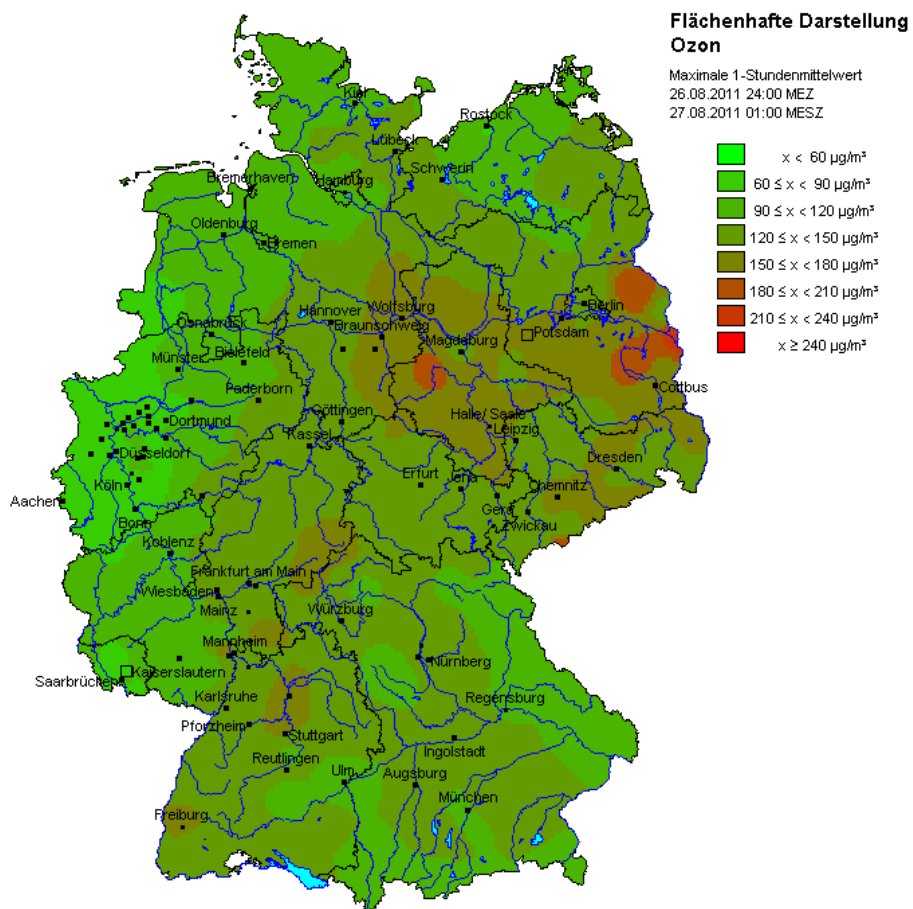 Flächenhafte Darstellung
Ozon
Maximale 1-Stundenmittelwert
26.08.2011 24:00 MEZ
27.08.2011 01:00 MESZ
x < 60 µg/m³
60 ≤ x < 90 µg/m³
90 ≤ x < 120 µg/m³
120 ≤ x < 150 µg/m³
150 ≤ x < 180 µg/m³
180 ≤ x < 210 µg/m³
210 ≤ x < 240 µg/m³
x ≥ 240 µg/m³
Kiel
Rostock
Lübeck
Schwerin
Bremerhaven
Hamburg
Oldenburg
Bremen
Hannover
Wolfsburg
Berlin
Osnabrück
Braunschweig
Potsdam
Bielefeld
Magdeburg
Münster
Cottbus
Paderborn
Göttingen
Halle/ Saale
Dortmund
Leipzig
Kassel
Düsseldorf
Dresden
Erfurt
Jena
Köln
Chemnitz
Aachen
Gera
Bonn
Zwickau
Koblenz
Frankfurt am Main
Wiesbaden
Mainz
Würzburg
Mannheim
Nürnberg
Kaiserslautern
Saarbrücken
Karlsruhe
Regensburg
Pforzheim
Stuttgart
Ingolstadt
Reutlingen
Ulm
Augsburg
München
Freiburg